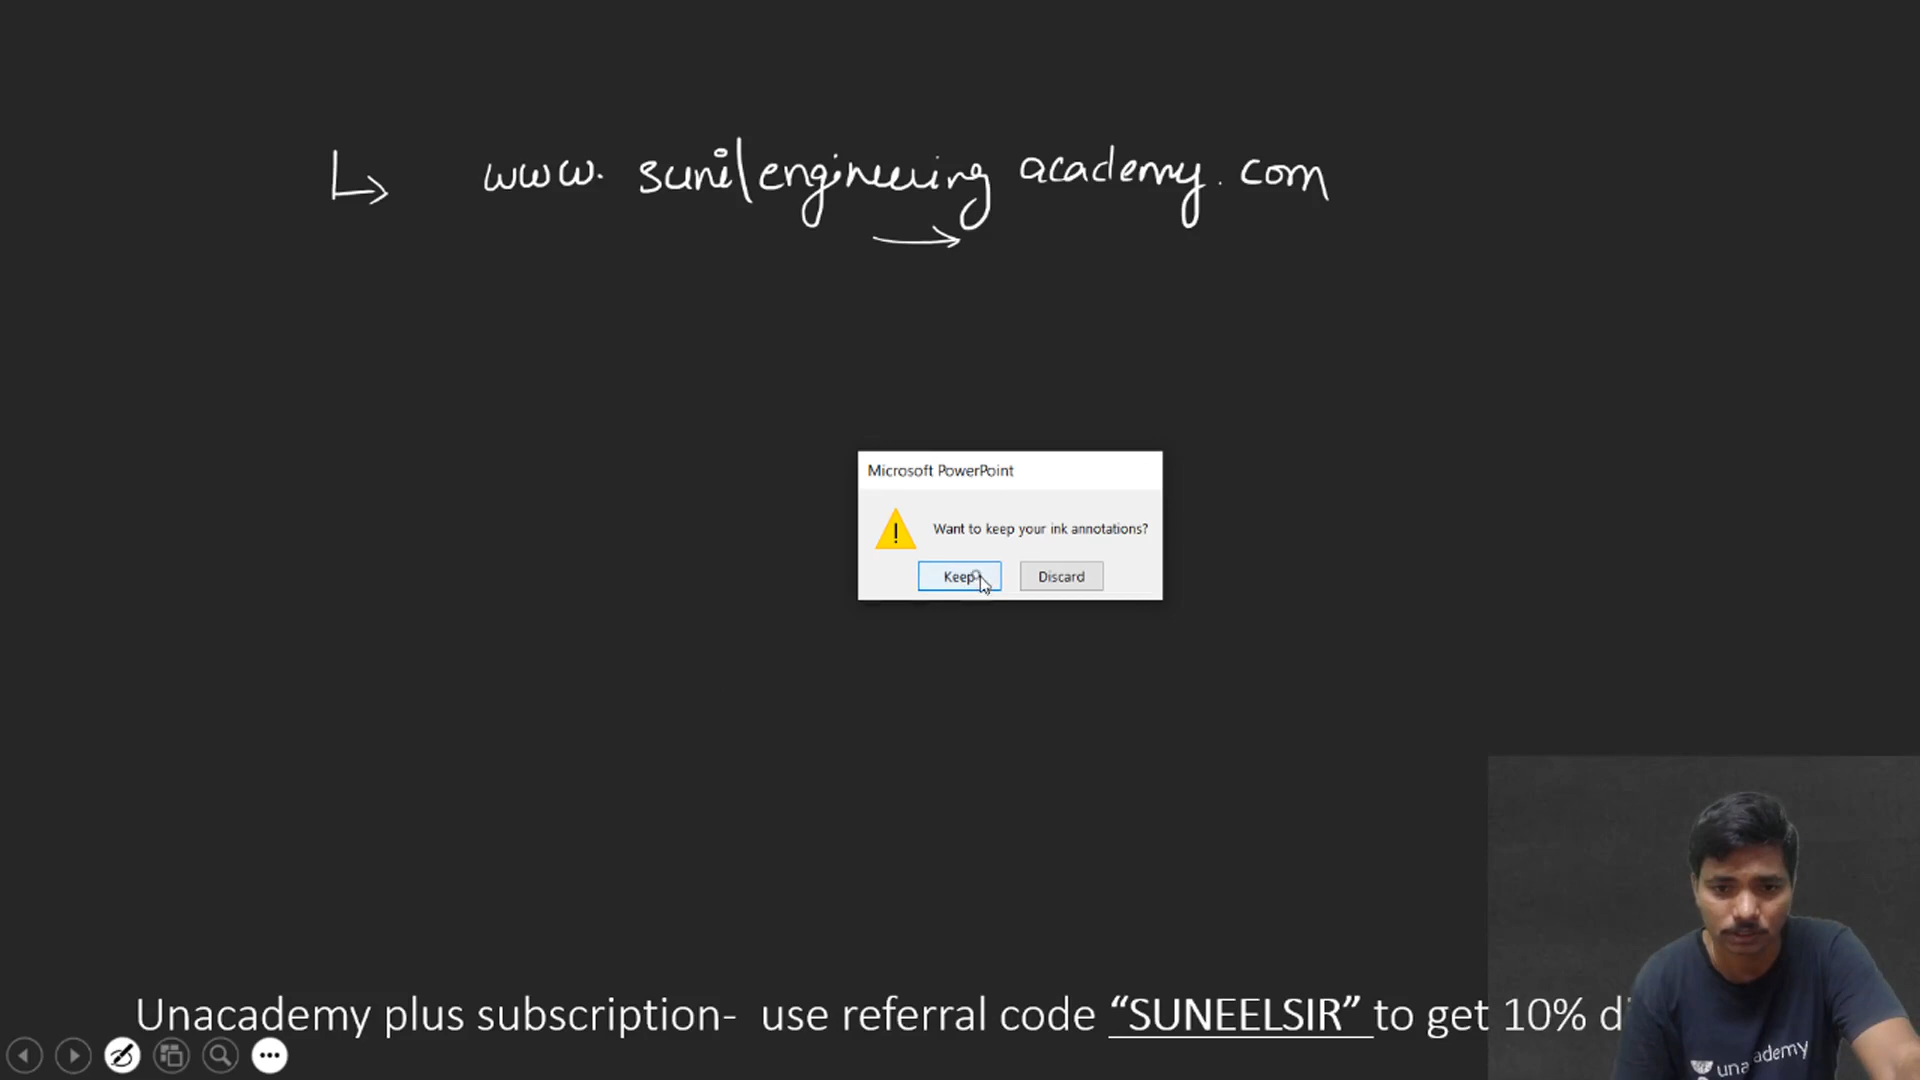 www. sunilengineering academy. com
Microsoft PowerPoint
Want to keep your ink annotations?
Keep
Discard
Unacademy plus subscription- use referral code “SUNEELSIR” to get 10% di
unacademy